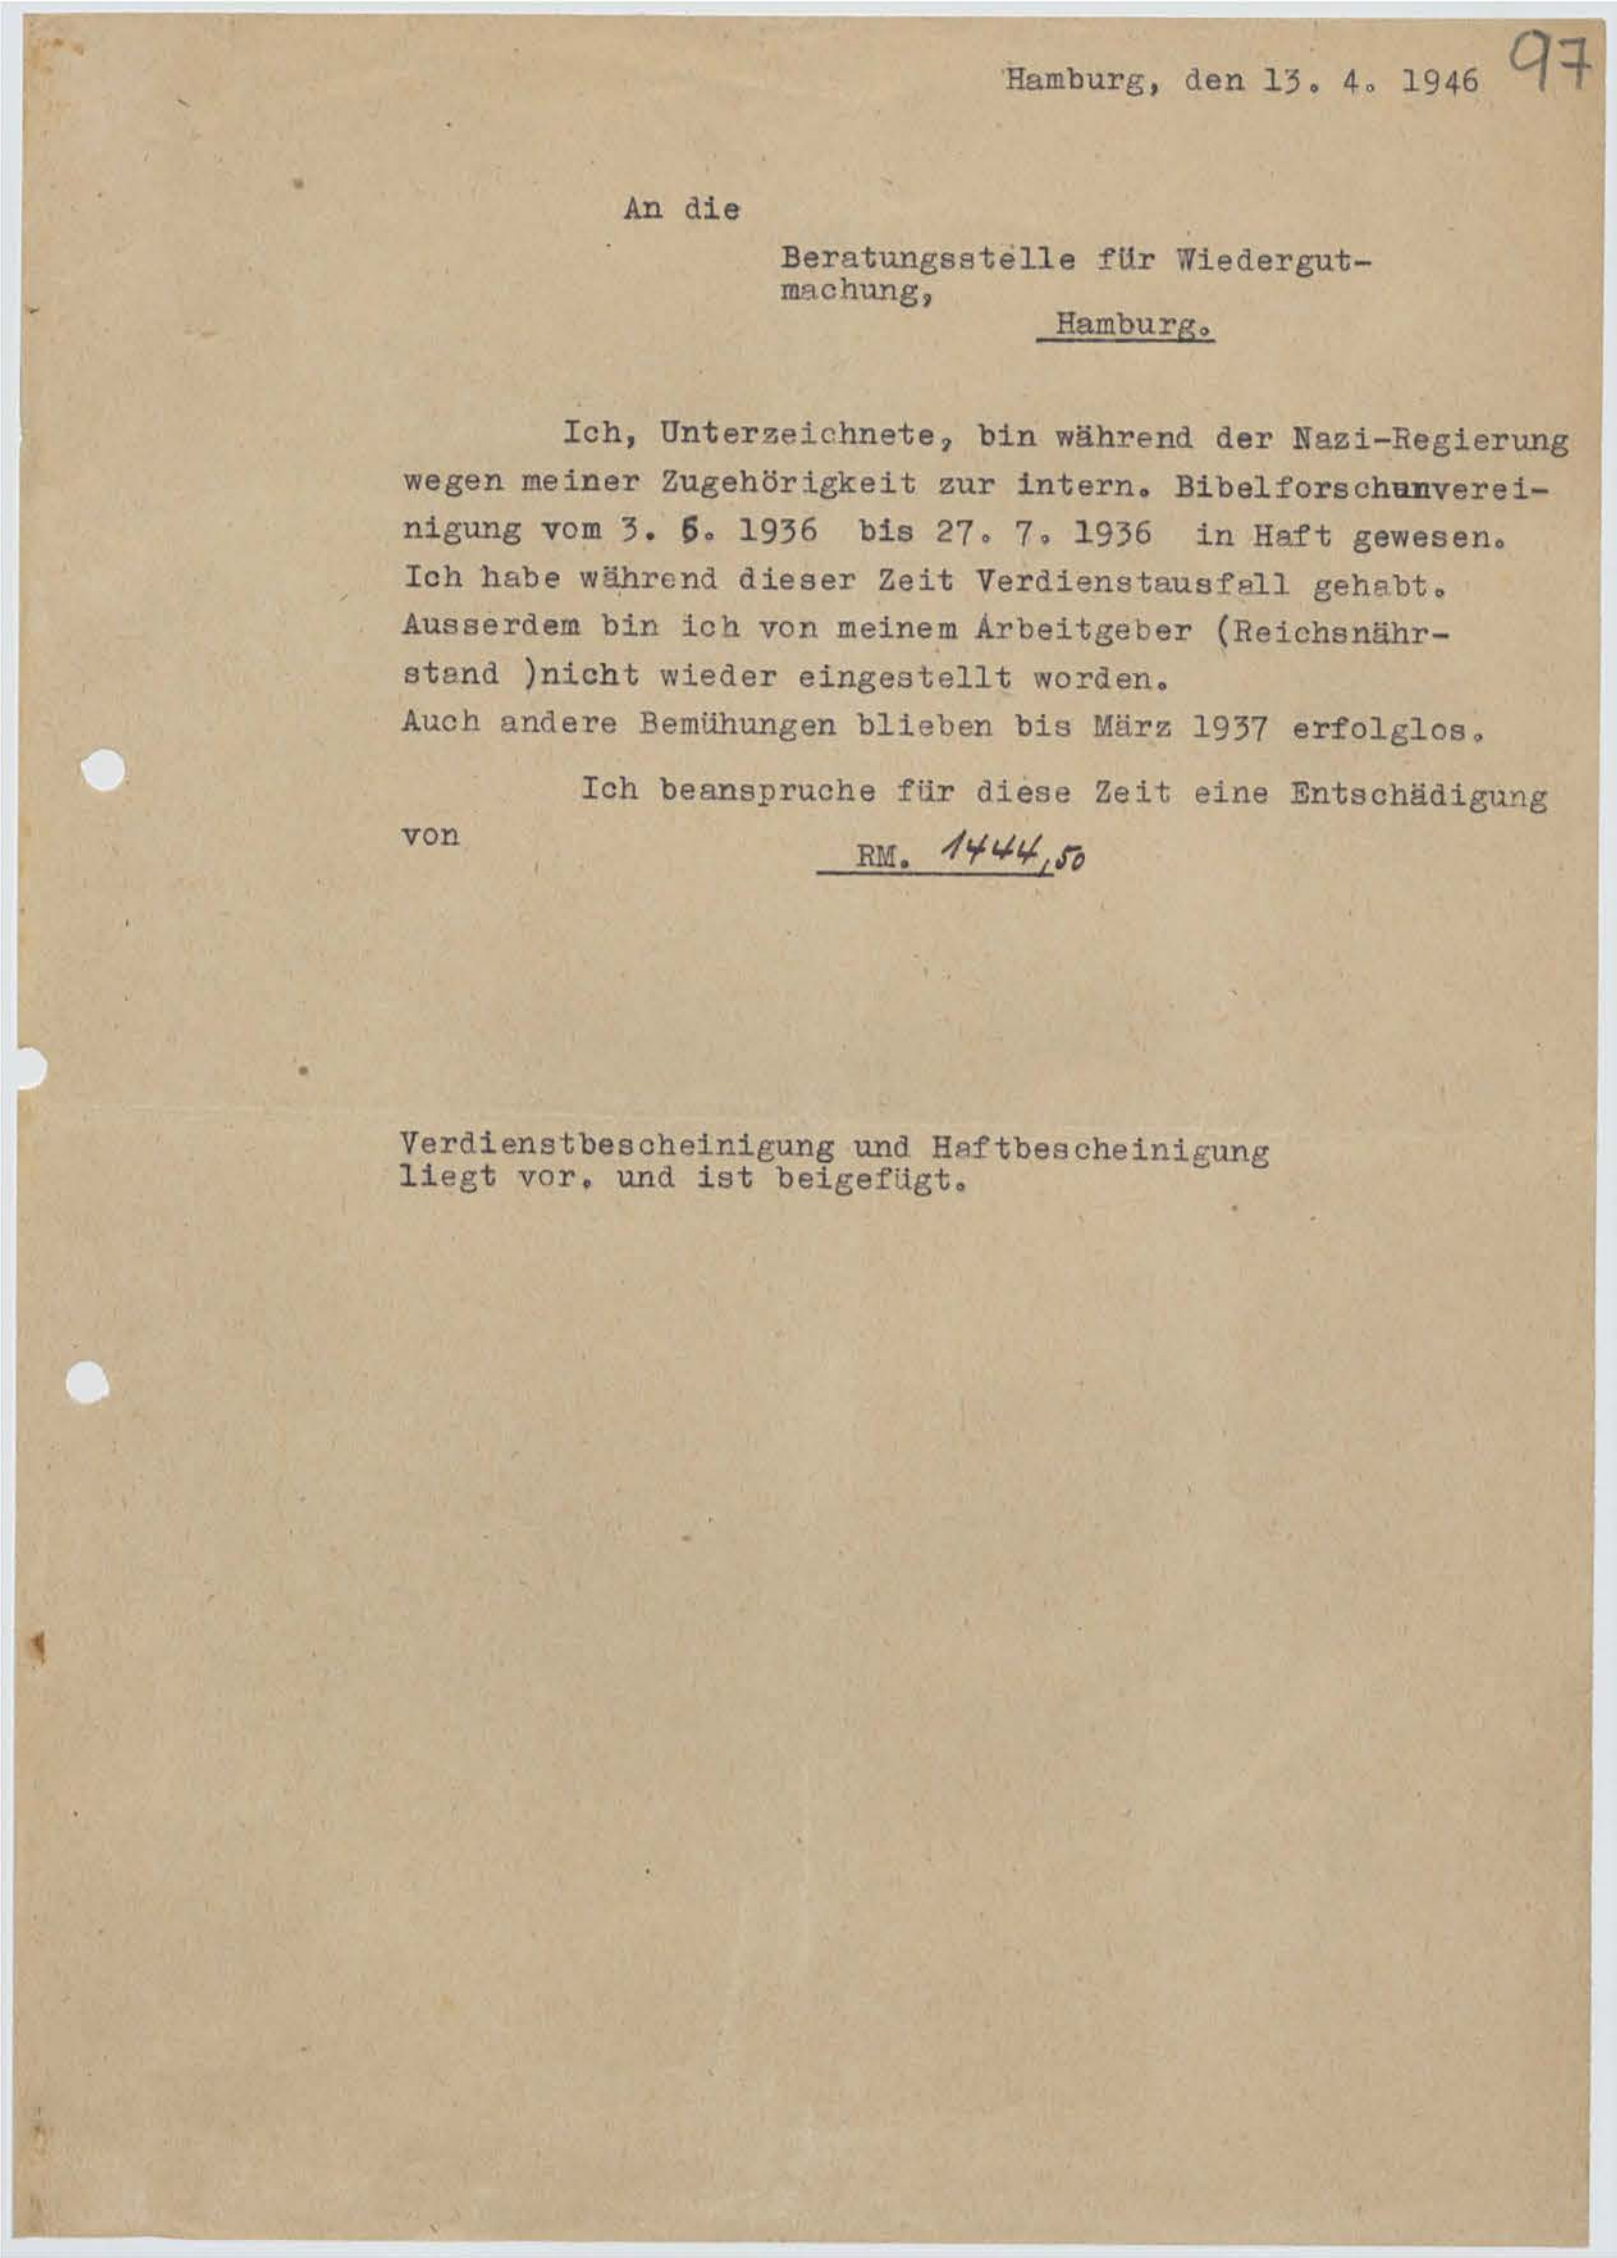 97
Hamburg, den 13. 4. 1946
An die
Beratungsstelle für Wiedergut-
machung,
Hamburg.
Ich, Unterzeichnete, bin während der Nazi-Regierung
wegen meiner Zugehörigkeit zur intern. Bibelforschunverei-
nigung vom 3. 6. 1936 bis 27. 7. 1936 in Haft gewesen.
Ich habe während dieser Zeit Verdienstausfall gehabt.
Ausserdem bin ich von meinem Arbeitgeber (Reichsnähr-
stand )nicht wieder eingestellt worden.
Auch andere Bemühungen blieben bis März 1937 erfolglos.
Ich beanspruche für diese Zeit eine Entschädigung
von
RM. 1444,50
Verdienstbescheinigung und Haftbescheinigung
liegt vor. und ist beigefügt.